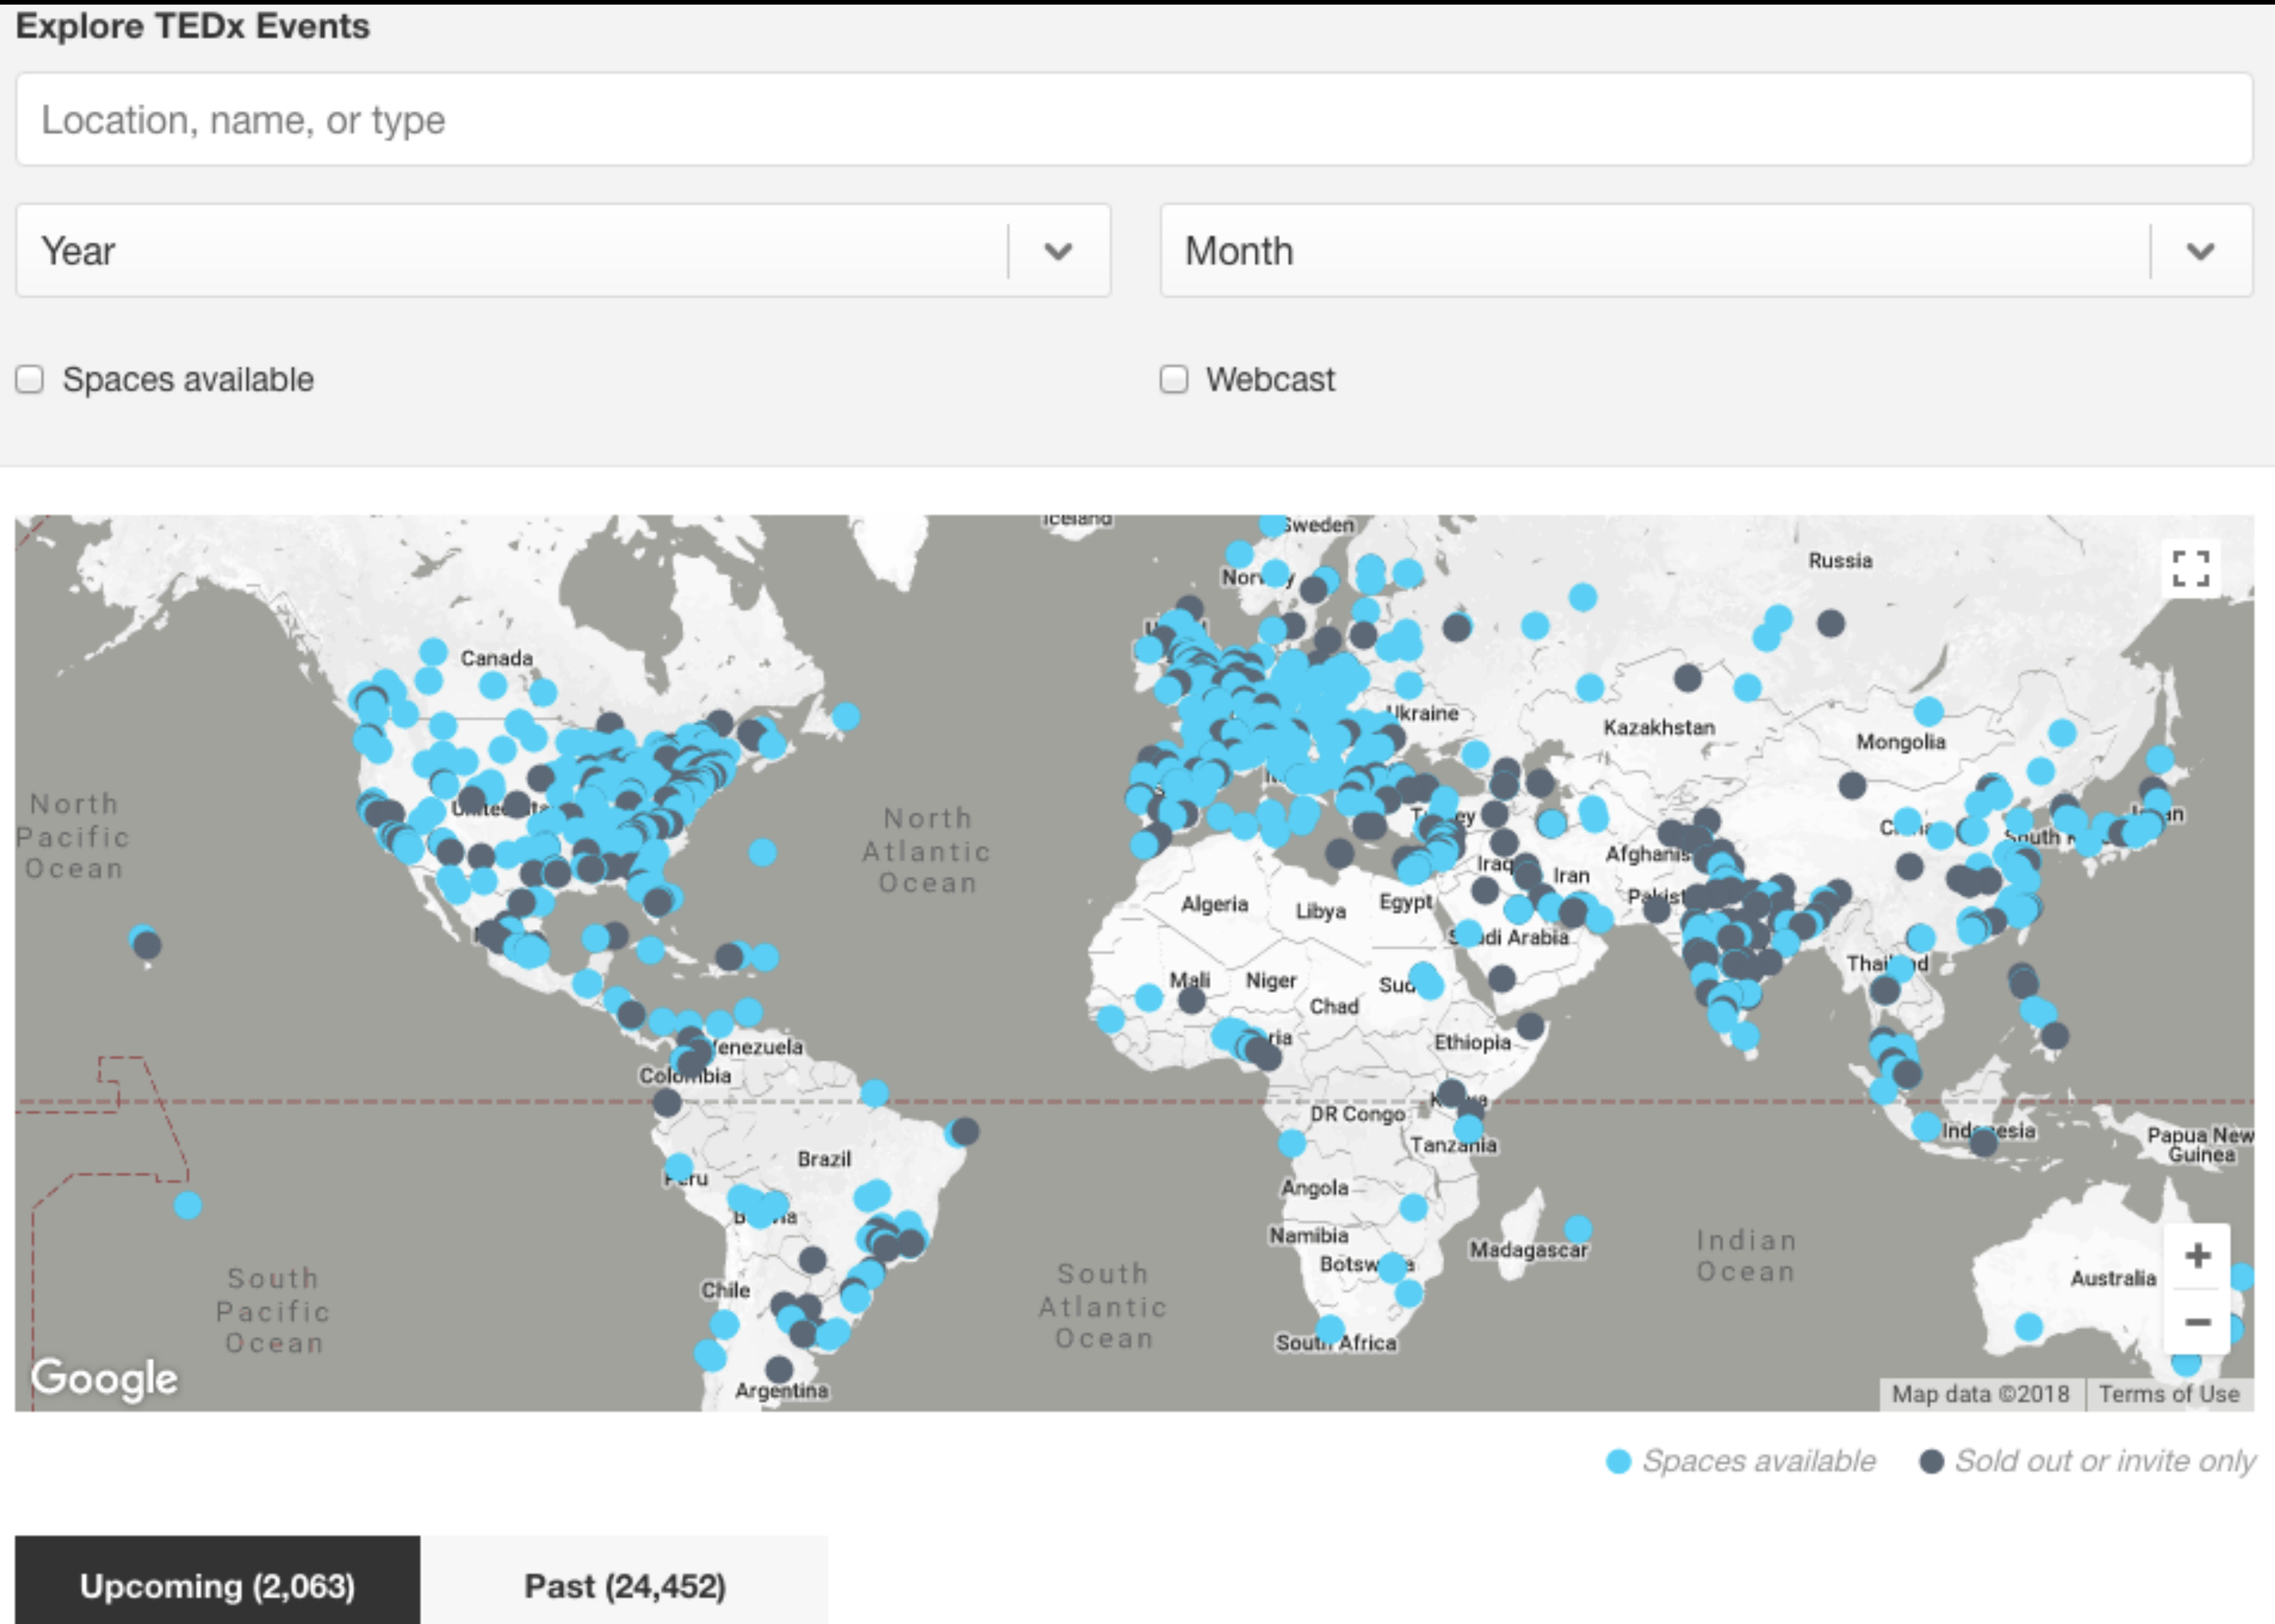 Explore TEDx Events
Location, name, or type
Year
Month
Spaces available
Webcast
Iceland
Sweden
Russia
Canada
Ukraine
Kazakhstan
Mongolia
North
Pacific
Ocean
North
Atlantic
Ocean
Iraq
Iran
Algeria
Libya
Egypt
Mali
Niger
Chad
Ethiopia
Colombia
DR Congo
Tanzania
Brazil
Papua New
Guinea
Angola
Namibia
Madagascar
Indian
Ocean
Australia
South
Pacific
Ocean
Chile
South
Atlantic
Ocean
South Africa
Argentina
Google
+
−
Map data ©2018
Terms of Use
Spaces available
Sold out or invite only
Upcoming (2,063)
Past (24,452)